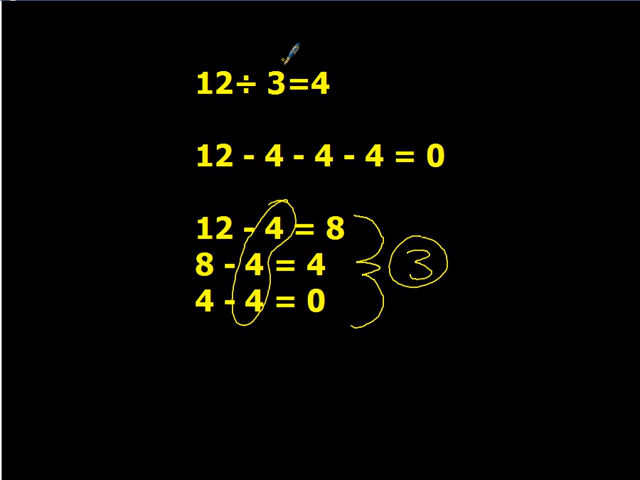 12÷ 3=4
12 - 4 - 4 - 4 = 0
12 - 4 = 8
8 - 4 = 4
4 - 4 = 0
3